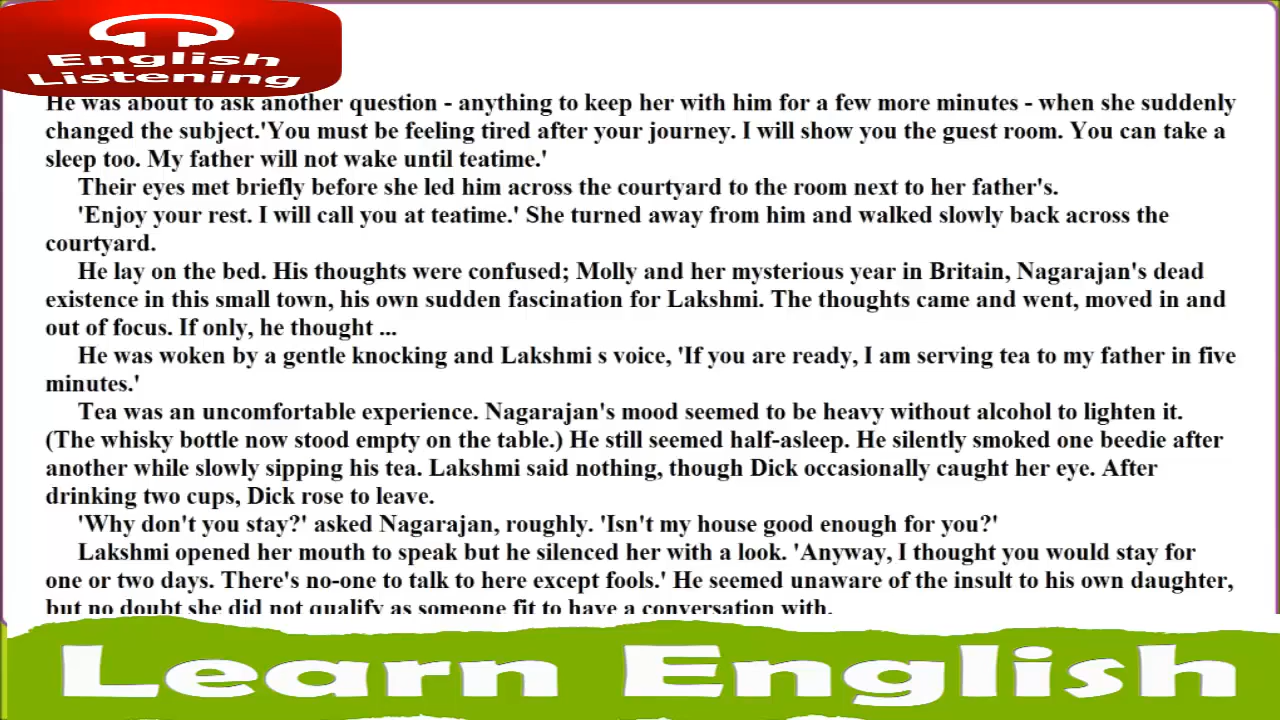 English
Listening
He was about to ask another question - anything to keep her with him for a few more minutes - when she suddenly
changed the subject.'You must be feeling tired after your journey. I will show you the guest room. You can take a
sleep too. My father will not wake until teatime.'
Their eyes met briefly before she led him across the courtyard to the room next to her father's.
'Enjoy your rest. I will call you at teatime.' She turned away from him and walked slowly back across the
courtyard.
He lay on the bed. His thoughts were confused; Molly and her mysterious year in Britain, Nagarajan's dead
existence in this small town, his own sudden fascination for Lakshmi. The thoughts came and went, moved in and
out of focus. If only, he thought ...
He was woken by a gentle knocking and Lakshmi s voice, 'If you are ready, I am serving tea to my father in five
minutes.'
Tea was an uncomfortable experience. Nagarajan's mood seemed to be heavy without alcohol to lighten it.
(The whisky bottle now stood empty on the table.) He still seemed half-asleep. He silently smoked one beedie after
another while slowly sipping his tea. Lakshmi said nothing, though Dick occasionally caught her eye. After
drinking two cups, Dick rose to leave.
'Why don't you stay?' asked Nagarajan, roughly. 'Isn't my house good enough for you?'
Lakshmi opened her mouth to speak but he silenced her with a look. 'Anyway, I thought you would stay for
one or two days. There's no-one to talk to here except fools.' He seemed unaware of the insult to his own daughter,
but no doubt she did not qualify as someone fit to have a conversation with.
Learn English